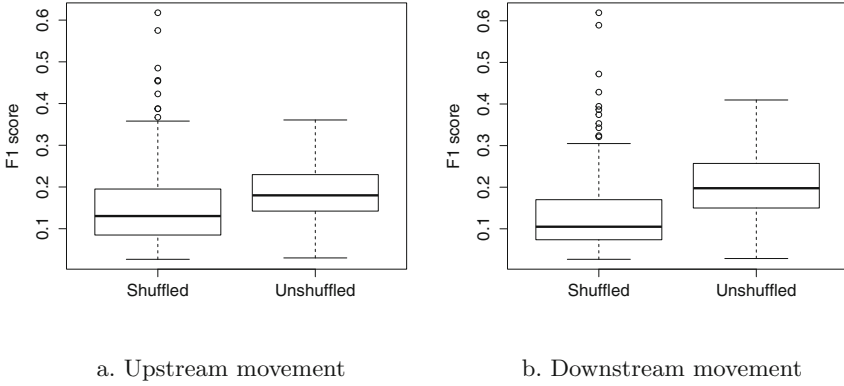 F1 score
0.6
0.5
0.4
0.3
0.2
0.1
Shuffled Unshuffled
a. Upstream movement
F1 score
0.6
0.5
0.4
0.3
0.2
0.1
Shuffled Unshuffled
b. Downstream movement